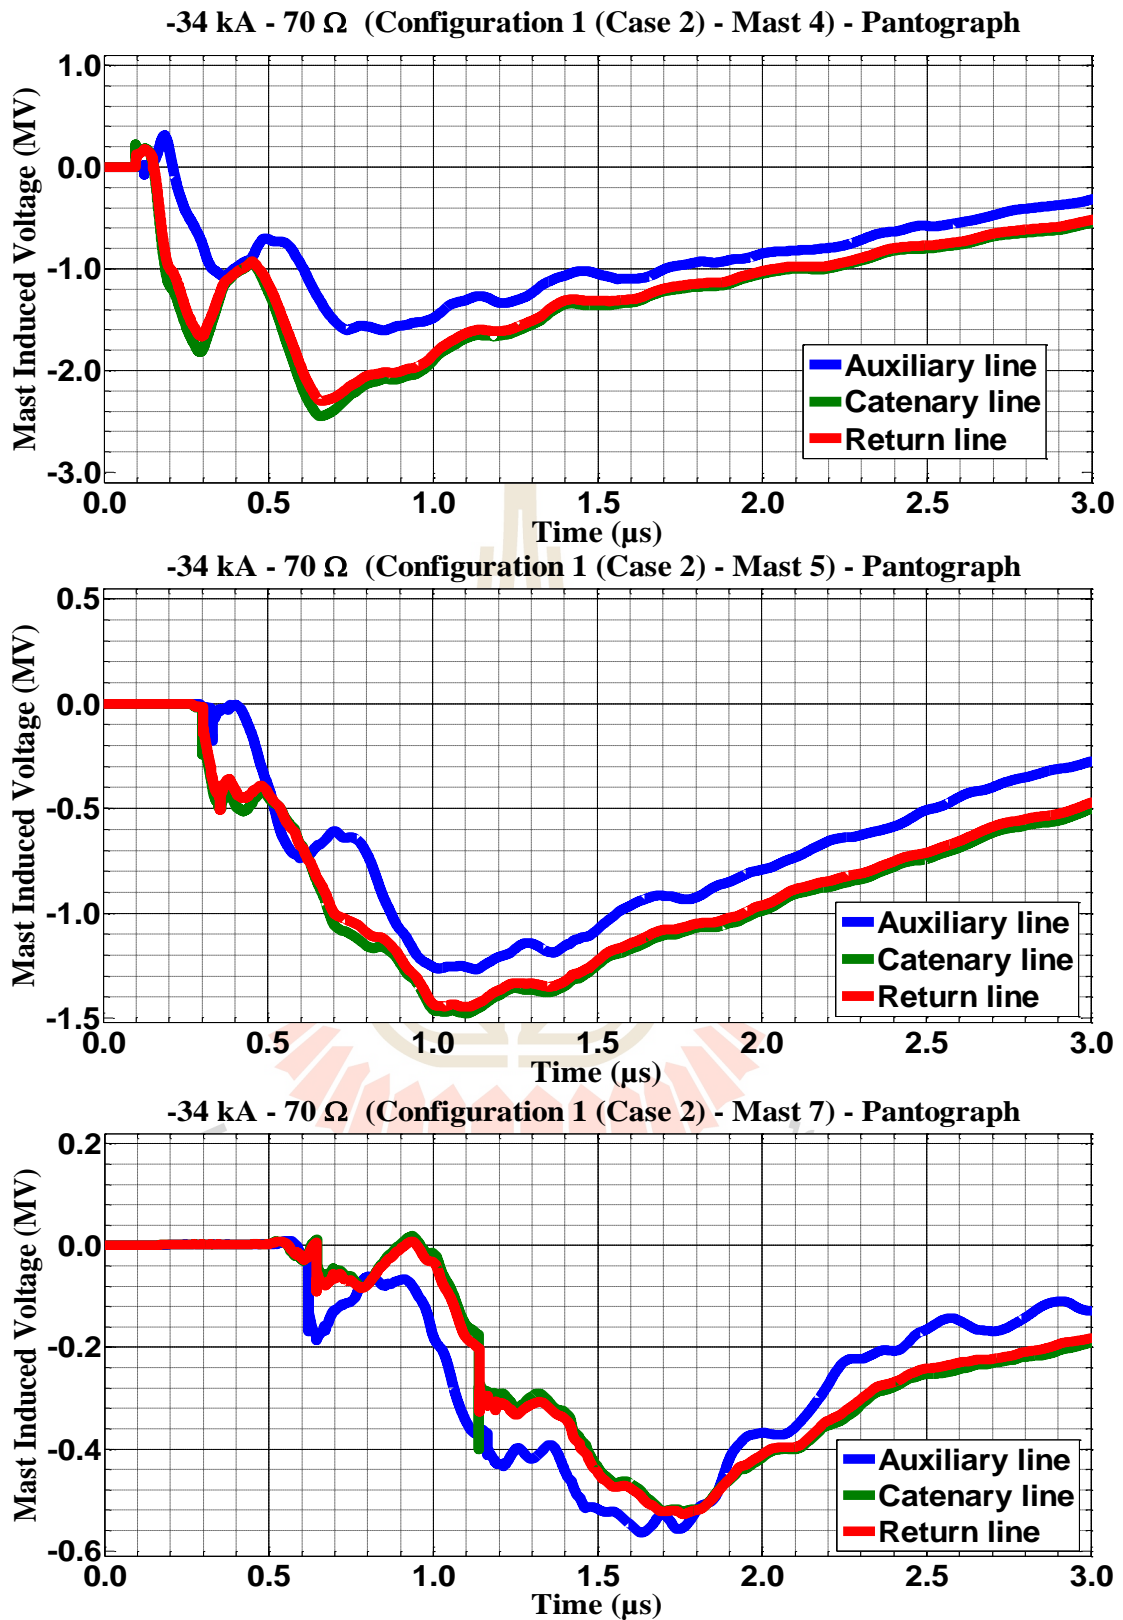 -34 kA - 70 Ω (Configuration 1 (Case 2) - Mast 4) - Pantograph
Mast Induced Voltage (MV)
1.0
0.0
-1.0
-2.0
-3.0
Auxiliary line
Catenary line
Return line
0.0 0.5 1.0 1.5 2.0 2.5 3.0
Time (µs)
-34 kA - 70 Ω (Configuration 1 (Case 2) - Mast 5) - Pantograph
Mast Induced Voltage (MV)
0.5
0.0
-0.5
-1.0
-1.5
Auxiliary line
Catenary line
Return line
0.0 0.5 1.0 1.5 2.0 2.5 3.0
Time (µs)
-34 kA - 70 Ω (Configuration 1 (Case 2) - Mast 7) - Pantograph
Mast Induced Voltage (MV)
0.2
0.0
-0.2
-0.4
-0.6
Auxiliary line
Catenary line
Return line
0.0 0.5 1.0 1.5 2.0 2.5 3.0
Time (µs)